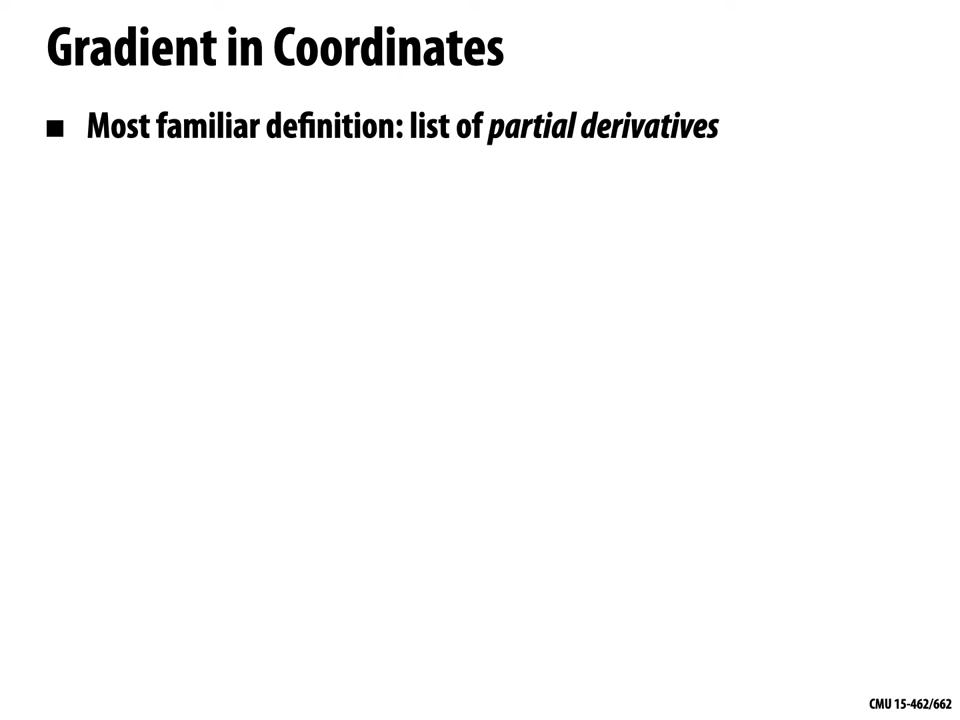 Gradient in Coordinates
■ Most familiar definition: list of partial derivatives
CMU 15-462/662